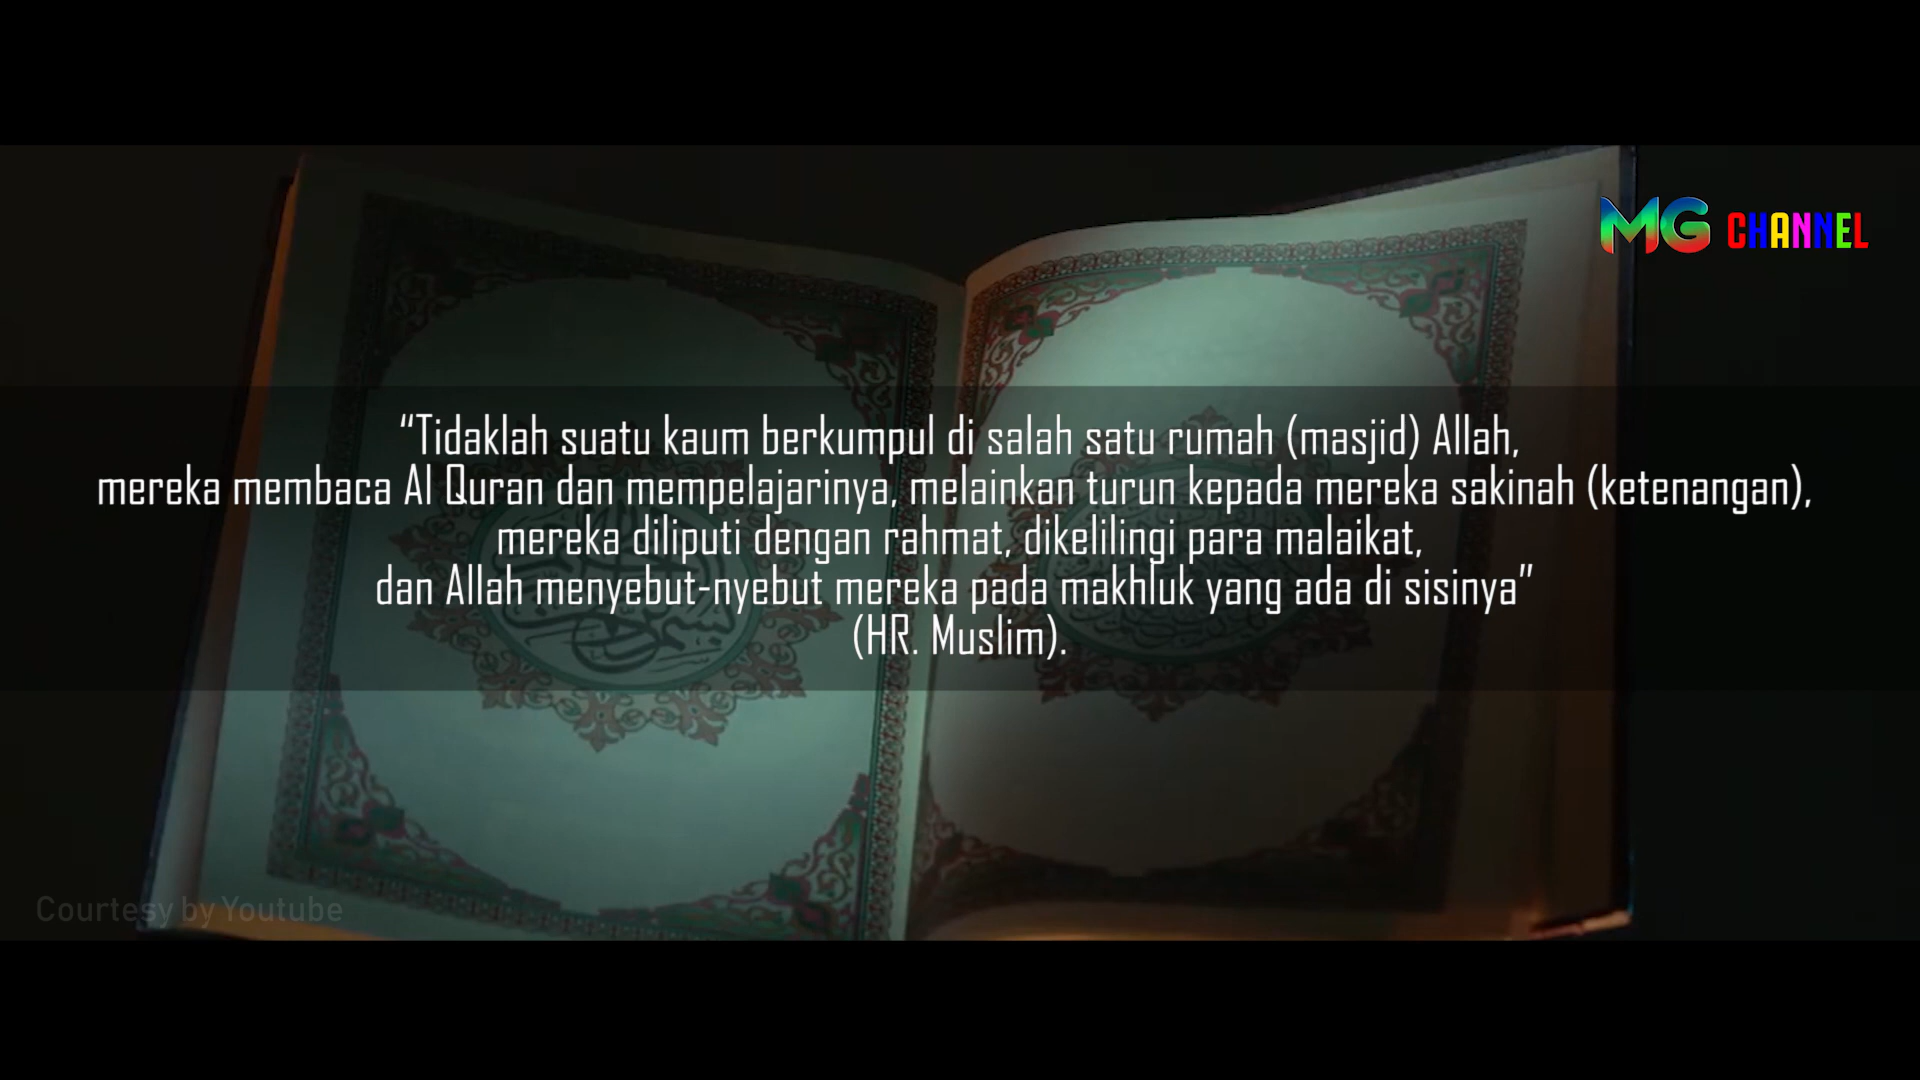 MG CHANNEL
“Tidaklah suatu kaum berkumpul di salah satu rumah (masjid) Allah,
mereka membaca Al Quran dan mempelajarinya, melainkan turun kepada mereka sakinah (ketenangan),
mereka diliputi dengan rahmat, dikelilingi para malaikat,
dan Allah menyebut-nyebut mereka pada makhluk yang ada di sisinya”
(HR. Muslim).
Courtesy by Youtube